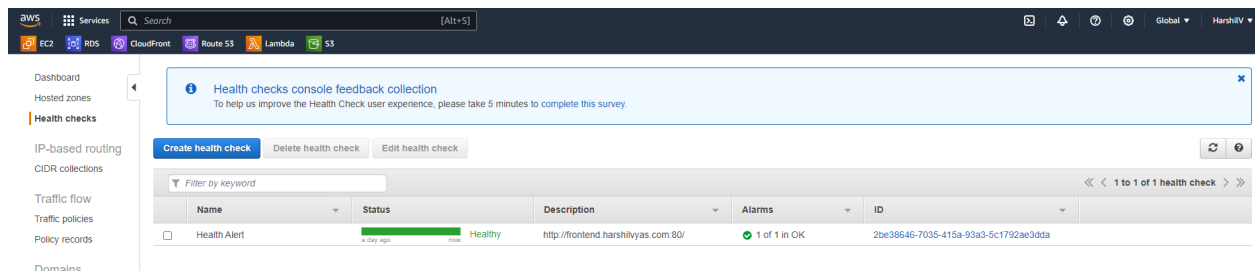 aws Services Search [Alt+S] Global HarshilV
EC2 RDS CloudFront Route 53 Lambda S3
Dashboard
Hosted zones
Health checks
IP-based routing
CIDR collections
Traffic flow
Traffic policies
Policy records
Domains
Health checks console feedback collection
To help us improve the Health Check user experience, please take 5 minutes to complete this survey.
Create health check Delete health check Edit health check
Filter by keyword 1 to 1 of 1 health check
Name Status Description Alarms ID
Health Alert Healthy http://frontend.harshilvyas.com:80/ 1 of 1 in OK 2be38646-7035-415a-93a3-5c1792ae3dda
a day ago now